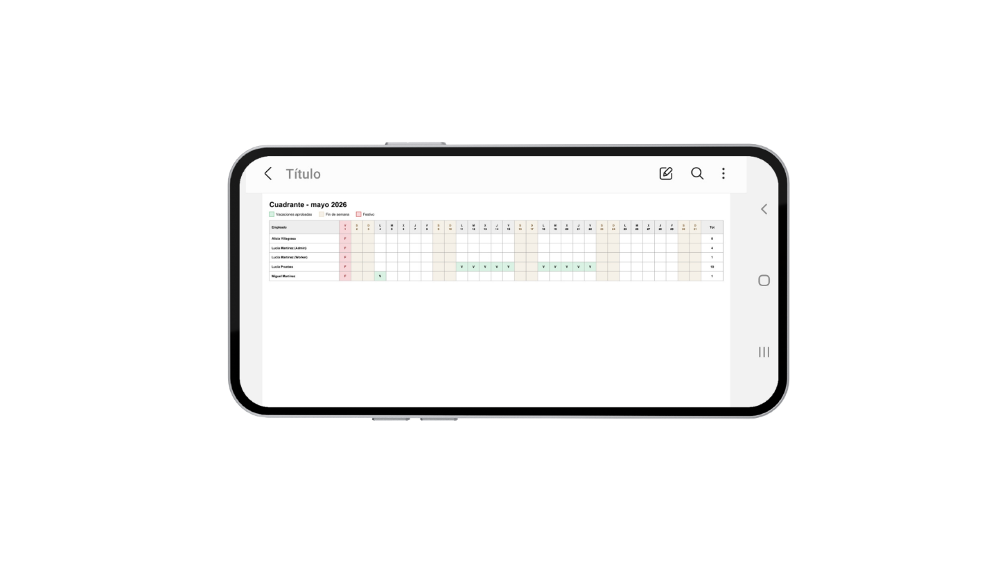 Título
Cuadrante - mayo 2026
Vacaciones aprobadas Fin de semana Festivo
Empleado V S D L M X J V S D L M X J V S D L M X J V S D L M X J V S D Tot
1 2 3 4 5 6 7 8 9 10 11 12 13 14 15 16 17 18 19 20 21 22 23 24 25 26 27 28 29 30 31
Alicia Villagrasa F
Lucía Martínez (Admin) F 4
Lucía Martínez (Worker) F 1
Lucía Pruebas F V V V V V V V V V V
Miguel Martínez F V 1